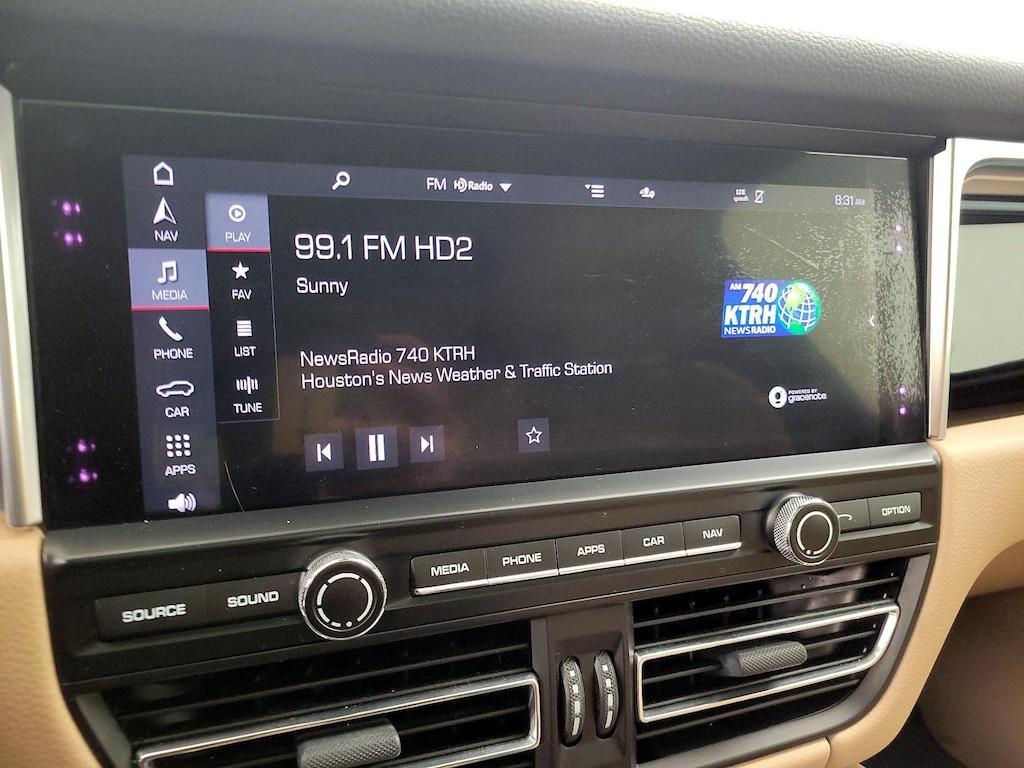 FM HD Radio
LTE
8:31 AM
NAV
MEDIA
PHONE
CAR
APPS
PLAY
FAV
LIST
TUNE
99.1 FM HD2
Sunny
NewsRadio 740 KTRH
Houston's News Weather & Traffic Station
AM 740
KTRH
NEWSRADIO
POWERED BY
gracenote
SOURCE
SOUND
MEDIA
PHONE
APPS
CAR
NAV
OPTION